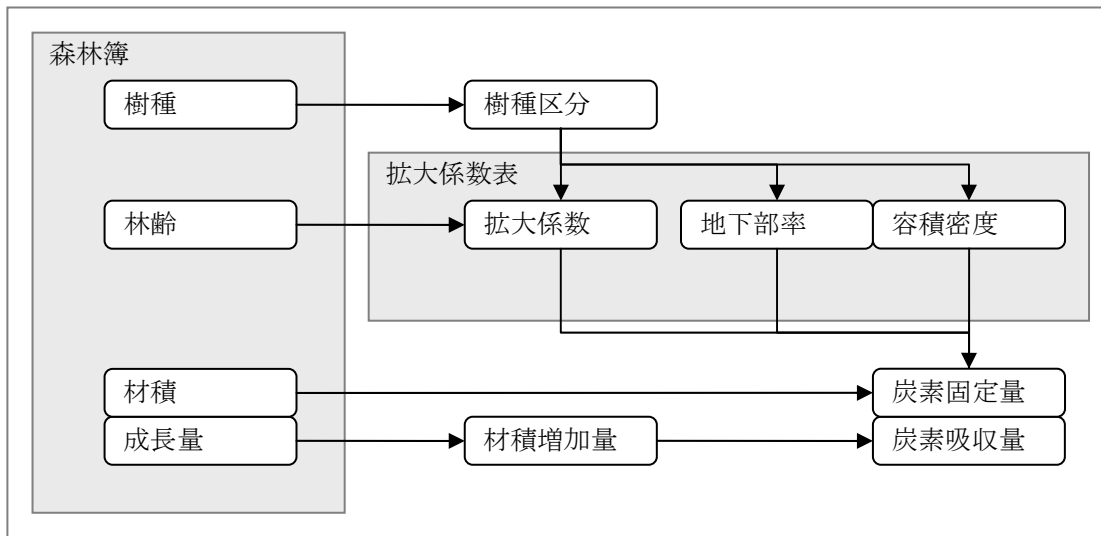 森林簿
樹種
樹種区分
拡大係数表
林齢
拡大係数
地下部率
容積密度
材積
炭素固定量
成長量
材積増加量
炭素吸収量